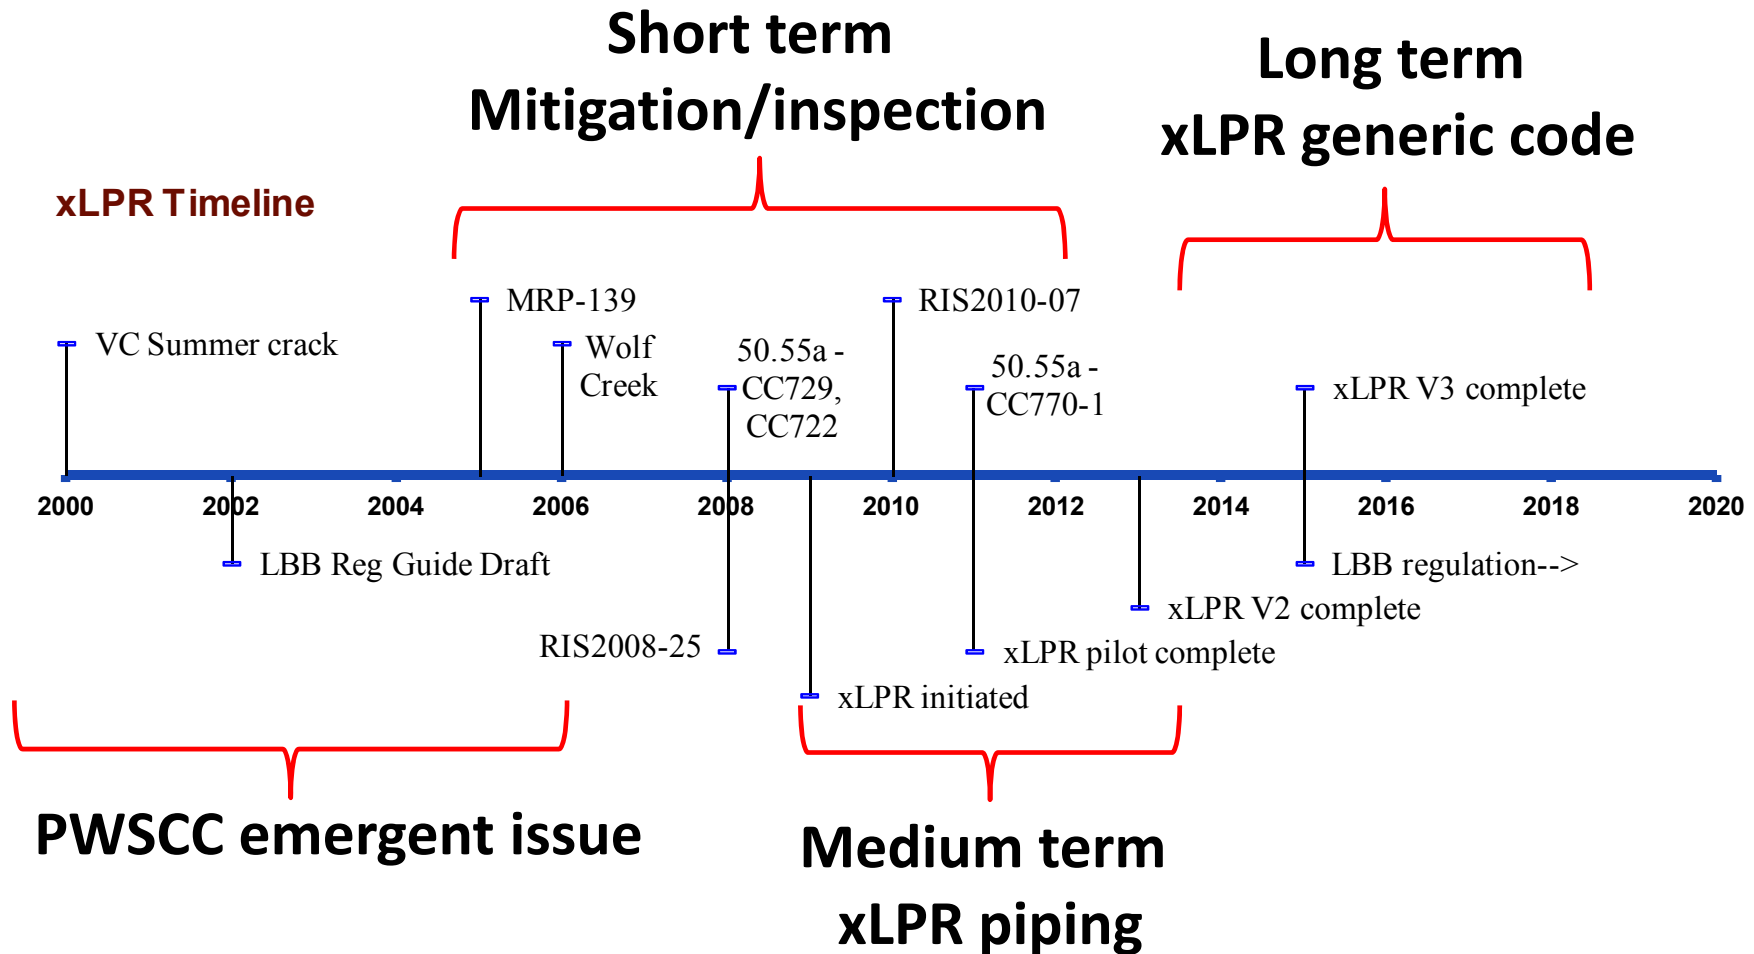 Short term
Mitigation/inspection
Long term
xLPR generic code
xLPR Timeline
MRP-139
RIS2010-07
VC Summer crack
Wolf
Creek
50.55a -
CC729,
CC722
50.55a -
CC770-1
xLPR V3 complete
2000 2002 2004 2006 2008 2010 2012 2014 2016 2018 2020
LBB Reg Guide Draft
LBB regulation-->
xLPR V2 complete
RIS2008-25
xLPR pilot complete
xLPR initiated
PWSCC emergent issue
Medium term
xLPR piping